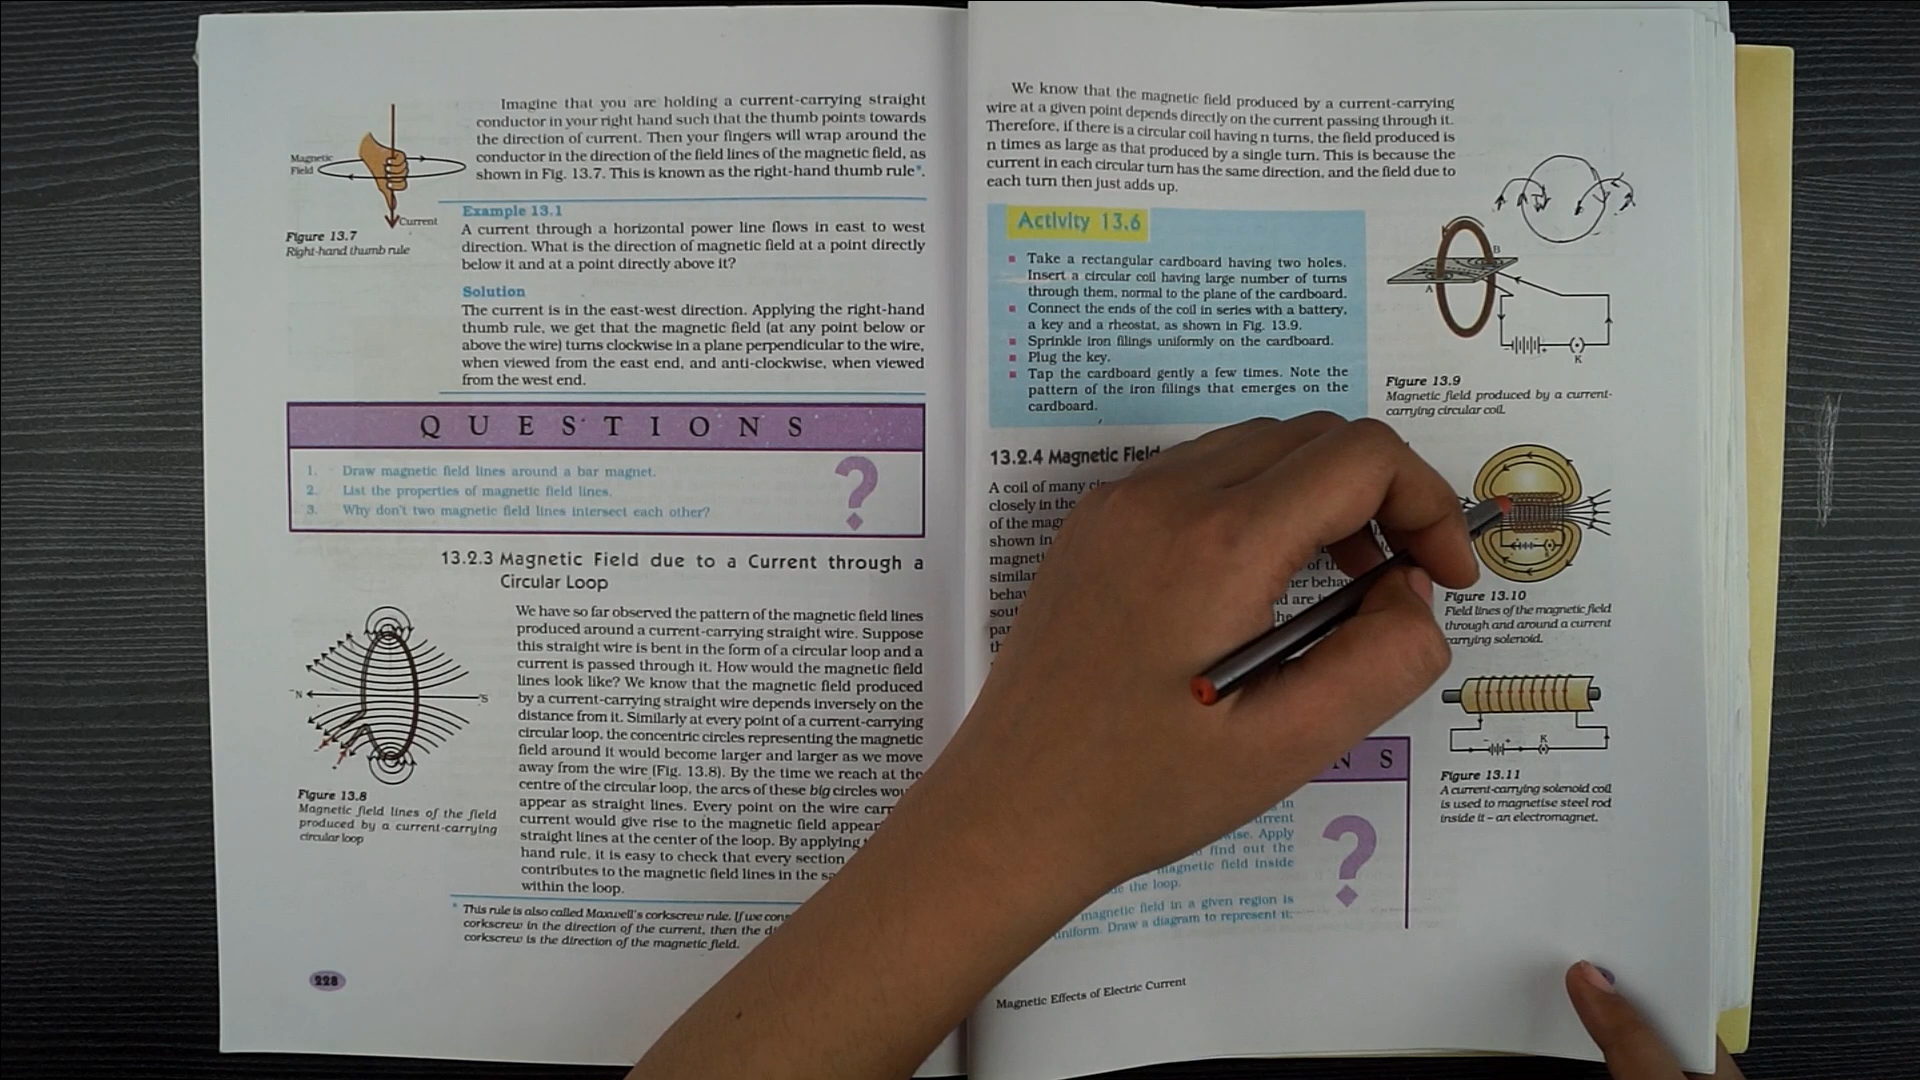 Imagine that you are holding a current-carrying straight
conductor in your right hand such that the thumb points towards
the direction of current. Then your fingers will wrap around the
conductor in the direction of the field lines of the magnetic field, as
shown in Fig. 13.7. This is known as the right-hand thumb rule*.
Magnetic
Field
Current
Figure 13.7
Right-hand thumb rule
Example 13.1
A current through a horizontal power line flows in east to west
direction. What is the direction of magnetic field at a point directly
below it and at a point directly above it?
Solution
The current is in the east-west direction. Applying the right-hand
thumb rule, we get that the magnetic field (at any point below or
above the wire) turns clockwise in a plane perpendicular to the wire,
when viewed from the east end, and anti-clockwise, when viewed
from the west end.
QUESTIONS
1. Draw magnetic field lines around a bar magnet.
2. List the properties of magnetic field lines.
3. Why don't two magnetic field lines intersect each other?
?
13.2.3 Magnetic Field due to a Current through a
Circular Loop
We have so far observed the pattern of the magnetic field lines
produced around a current-carrying straight wire. Suppose
this straight wire is bent in the form of a circular loop and a
current is passed through it. How would the magnetic field
lines look like? We know that the magnetic field produced
by a current-carrying straight wire depends inversely on the
distance from it. Similarly at every point of a current-carrying
circular loop, the concentric circles representing the magnetic
field around it would become larger and larger as we move
away from the wire (Fig. 13.8). By the time we reach at the
centre of the circular loop, the arcs of these big circles
appear as straight lines. Every point on the wire
current would give rise to the magnetic field
straight lines at the center of the loop. By applying
hand rule, it is easy to check that every section
contributes to the magnetic field lines in the
within the loop.
N
S
Figure 13.8
Magnetic field lines of the field
produced by a current-carrying
circular loop
* This rule is also called Maxwell's corkscrew rule. If we
corkscrew in the direction of the current, then the
corkscrew is the direction of the magnetic field.
228
We know that the magnetic field produced by a current-carrying
wire at a given point depends directly on the current passing through it.
Therefore, if there is a circular coil having n turns, the field produced is
n times as large as that produced by a single turn. This is because the
current in each circular turn has the same direction, and the field due to
each turn then just adds up.
Activity 13.6
Take a rectangular cardboard having two holes.
Insert a circular coil having large number of turns
through them, normal to the plane of the cardboard.
Connect the ends of the coil in series with a battery,
a key and a rheostat, as shown in Fig. 13.9.
Sprinkle iron filings uniformly on the cardboard.
Plug the key.
Tap the cardboard gently a few times. Note the
pattern of the iron filings that emerges on the
cardboard.
A
B
K
Figure 13.9
Magnetic field produced by a current-
carrying circular coil.
13.2.4 Magnetic Field
A coil of many
closely in the
of the
shown in
of
are
Figure 13.10
Field lines of the magnetic field
through and around a current
carrying solenoid.
K
Figure 13.11
A current-carrying solenoid coil
is used to magnetise steel rod
inside it – an electromagnet.
N S
in
Apply
find out the
magnetic field inside
the loop.
magnetic field in a given region is
uniform. Draw a diagram to represent it.
?
Magnetic Effects of Electric Current